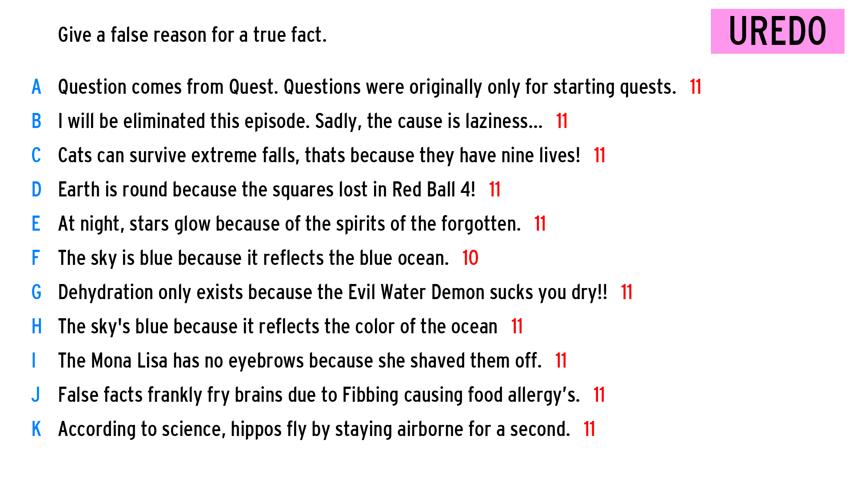 Give a false reason for a true fact.
UREDO
A Question comes from Quest. Questions were originally only for starting quests. 11
B I will be eliminated this episode. Sadly, the cause is laziness... 11
C Cats can survive extreme falls, thats because they have nine lives! 11
D Earth is round because the squares lost in Red Ball 4! 11
E At night, stars glow because of the spirits of the forgotten. 11
F The sky is blue because it reflects the blue ocean. 10
G Dehydration only exists because the Evil Water Demon sucks you dry!! 11
H The sky's blue because it reflects the color of the ocean 11
I The Mona Lisa has no eyebrows because she shaved them off. 11
J False facts frankly fry brains due to Fibbing causing food allergy’s. 11
K According to science, hippos fly by staying airborne for a second. 11